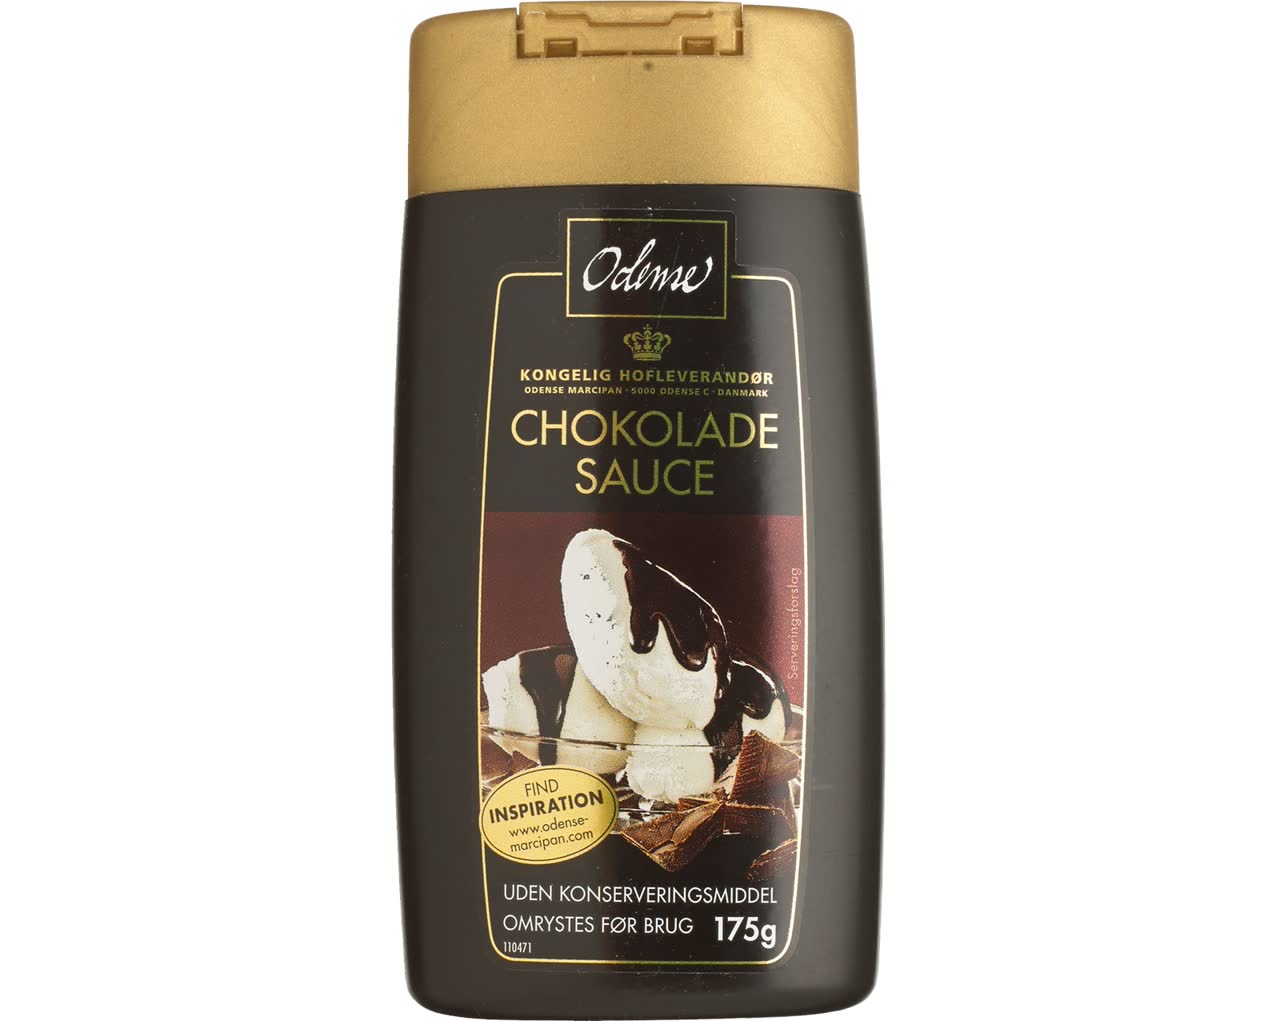 Odense
KONGELIG HOFLEVERANDØR
ODENSE MARCIPAN · 5000 ODENSE C · DANMARK
CHOKOLADE
SAUCE
Serveringsforslag
FIND
INSPIRATION
www.odense-
marcipan.com
UDEN KONSERVERINGSMIDDEL
OMRYSTES FØR BRUG 175g
110471